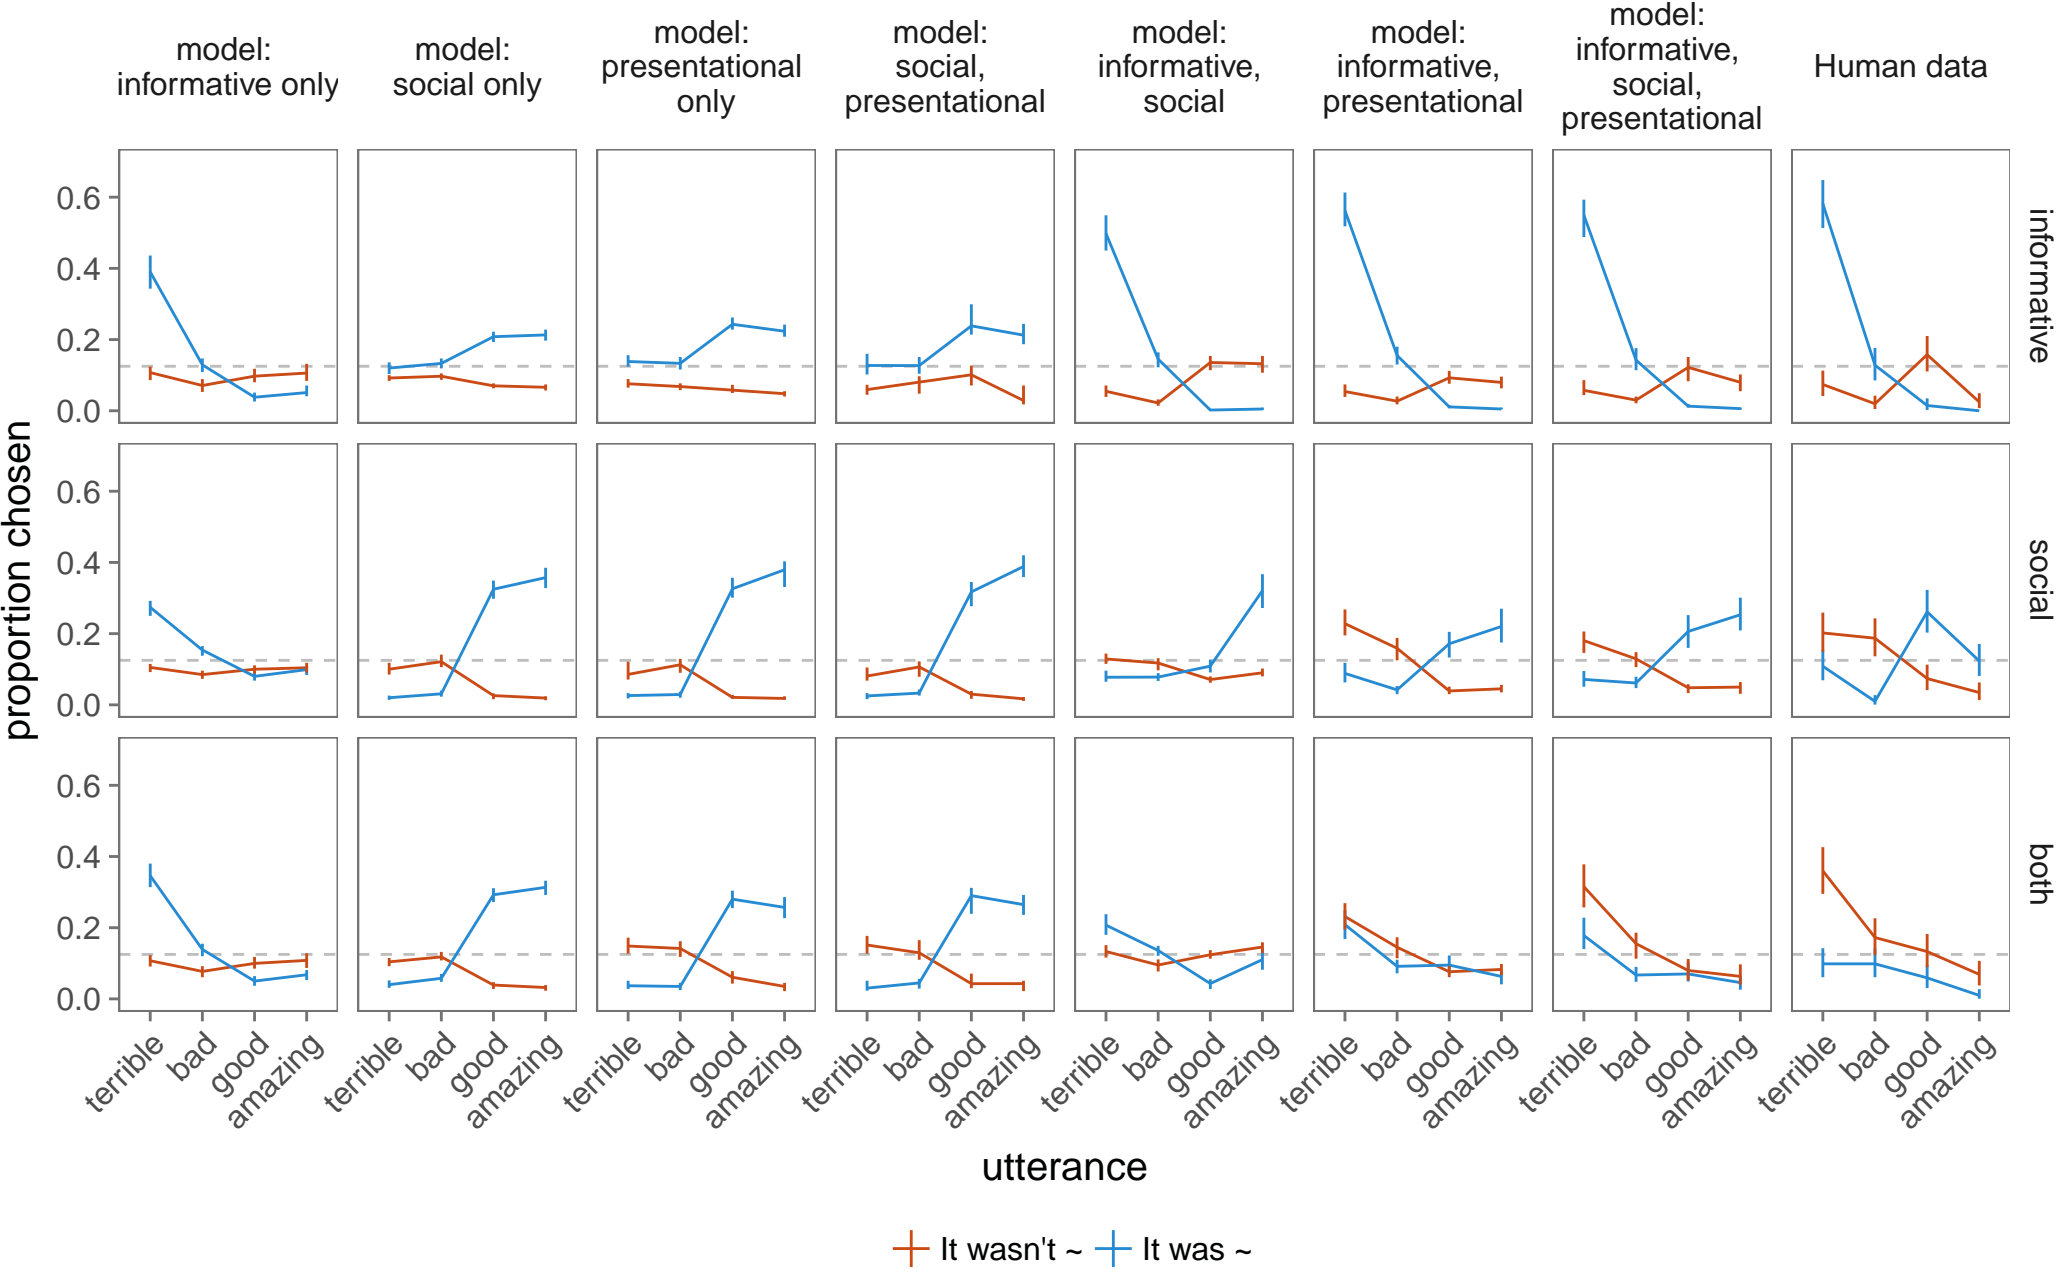 model:
informative only
model:
social only
model:
presentational
only
model:
social,
presentational
model:
informative,
social
model:
informative,
presentational
model:
informative,
social,
presentational
Human data
proportion chosen
0.6
0.4
0.2
0.0
informative
0.6
0.4
0.2
0.0
social
0.6
0.4
0.2
0.0
both
terrible bad good amazing
terrible bad good amazing
terrible bad good amazing
terrible bad good amazing
terrible bad good amazing
terrible bad good amazing
terrible bad good amazing
terrible bad good amazing
utterance
It wasn't ~ It was ~